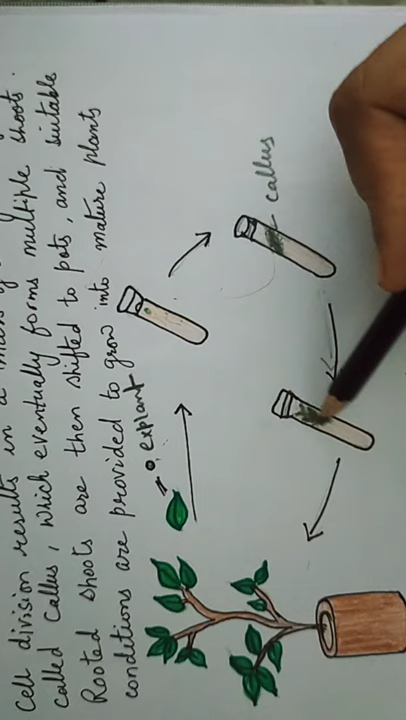 Cell division results in a mass of
called Callus, which eventually forms multiple shoots.
Rooted shoots are then shifted to pots, and suitable
conditions are provided to grow into mature plants
explant
callus